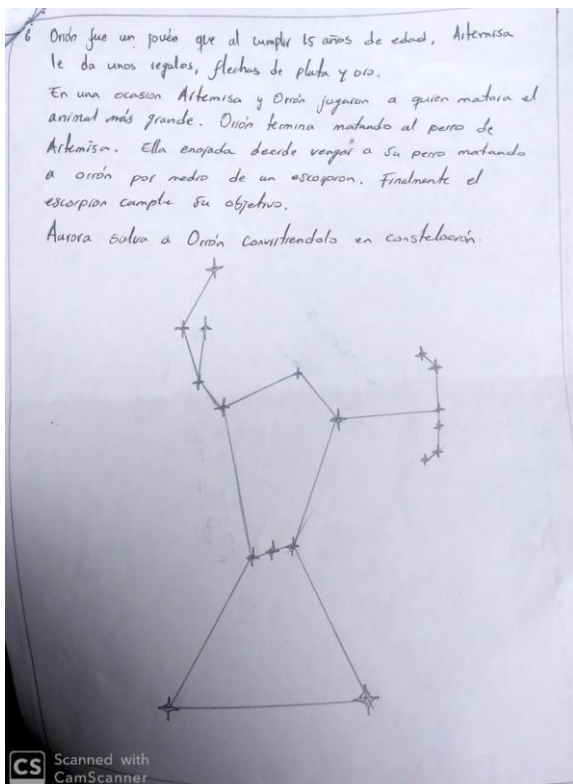 6 Orión fue un joven que al cumplir 15 años de edad, Artemisa
le da unos regalos, flechas de plata y oro.
En una ocasion Artemisa y Orión jugaron a quien matara el
animal más grande. Orión termina matando al perro de
Artemisa. Ella enojada decide vengar a su perro matando
a orión por medio de un escorpion. Finalmente el
escorpion cumple su objetivo.
Aurora salva a Orión convirtiendolo en constelación.
CS Scanned with
CamScanner